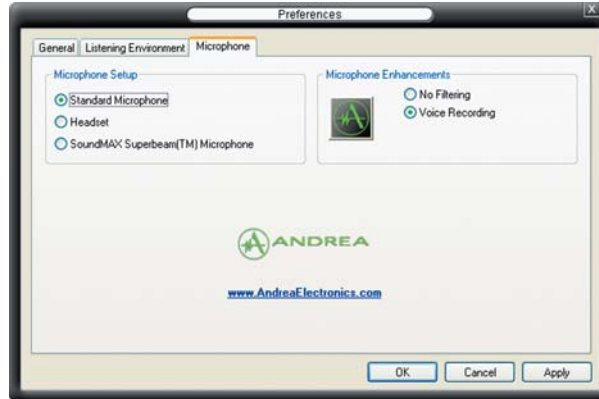 Preferences
X
General Listening Environment Microphone
Microphone Setup
Standard Microphone
Headset
SoundMAX Superbeam(TM) Microphone
Microphone Enhancements
No Filtering
Voice Recording
ANDREA
www.AndreaElectronics.com
OK Cancel Apply